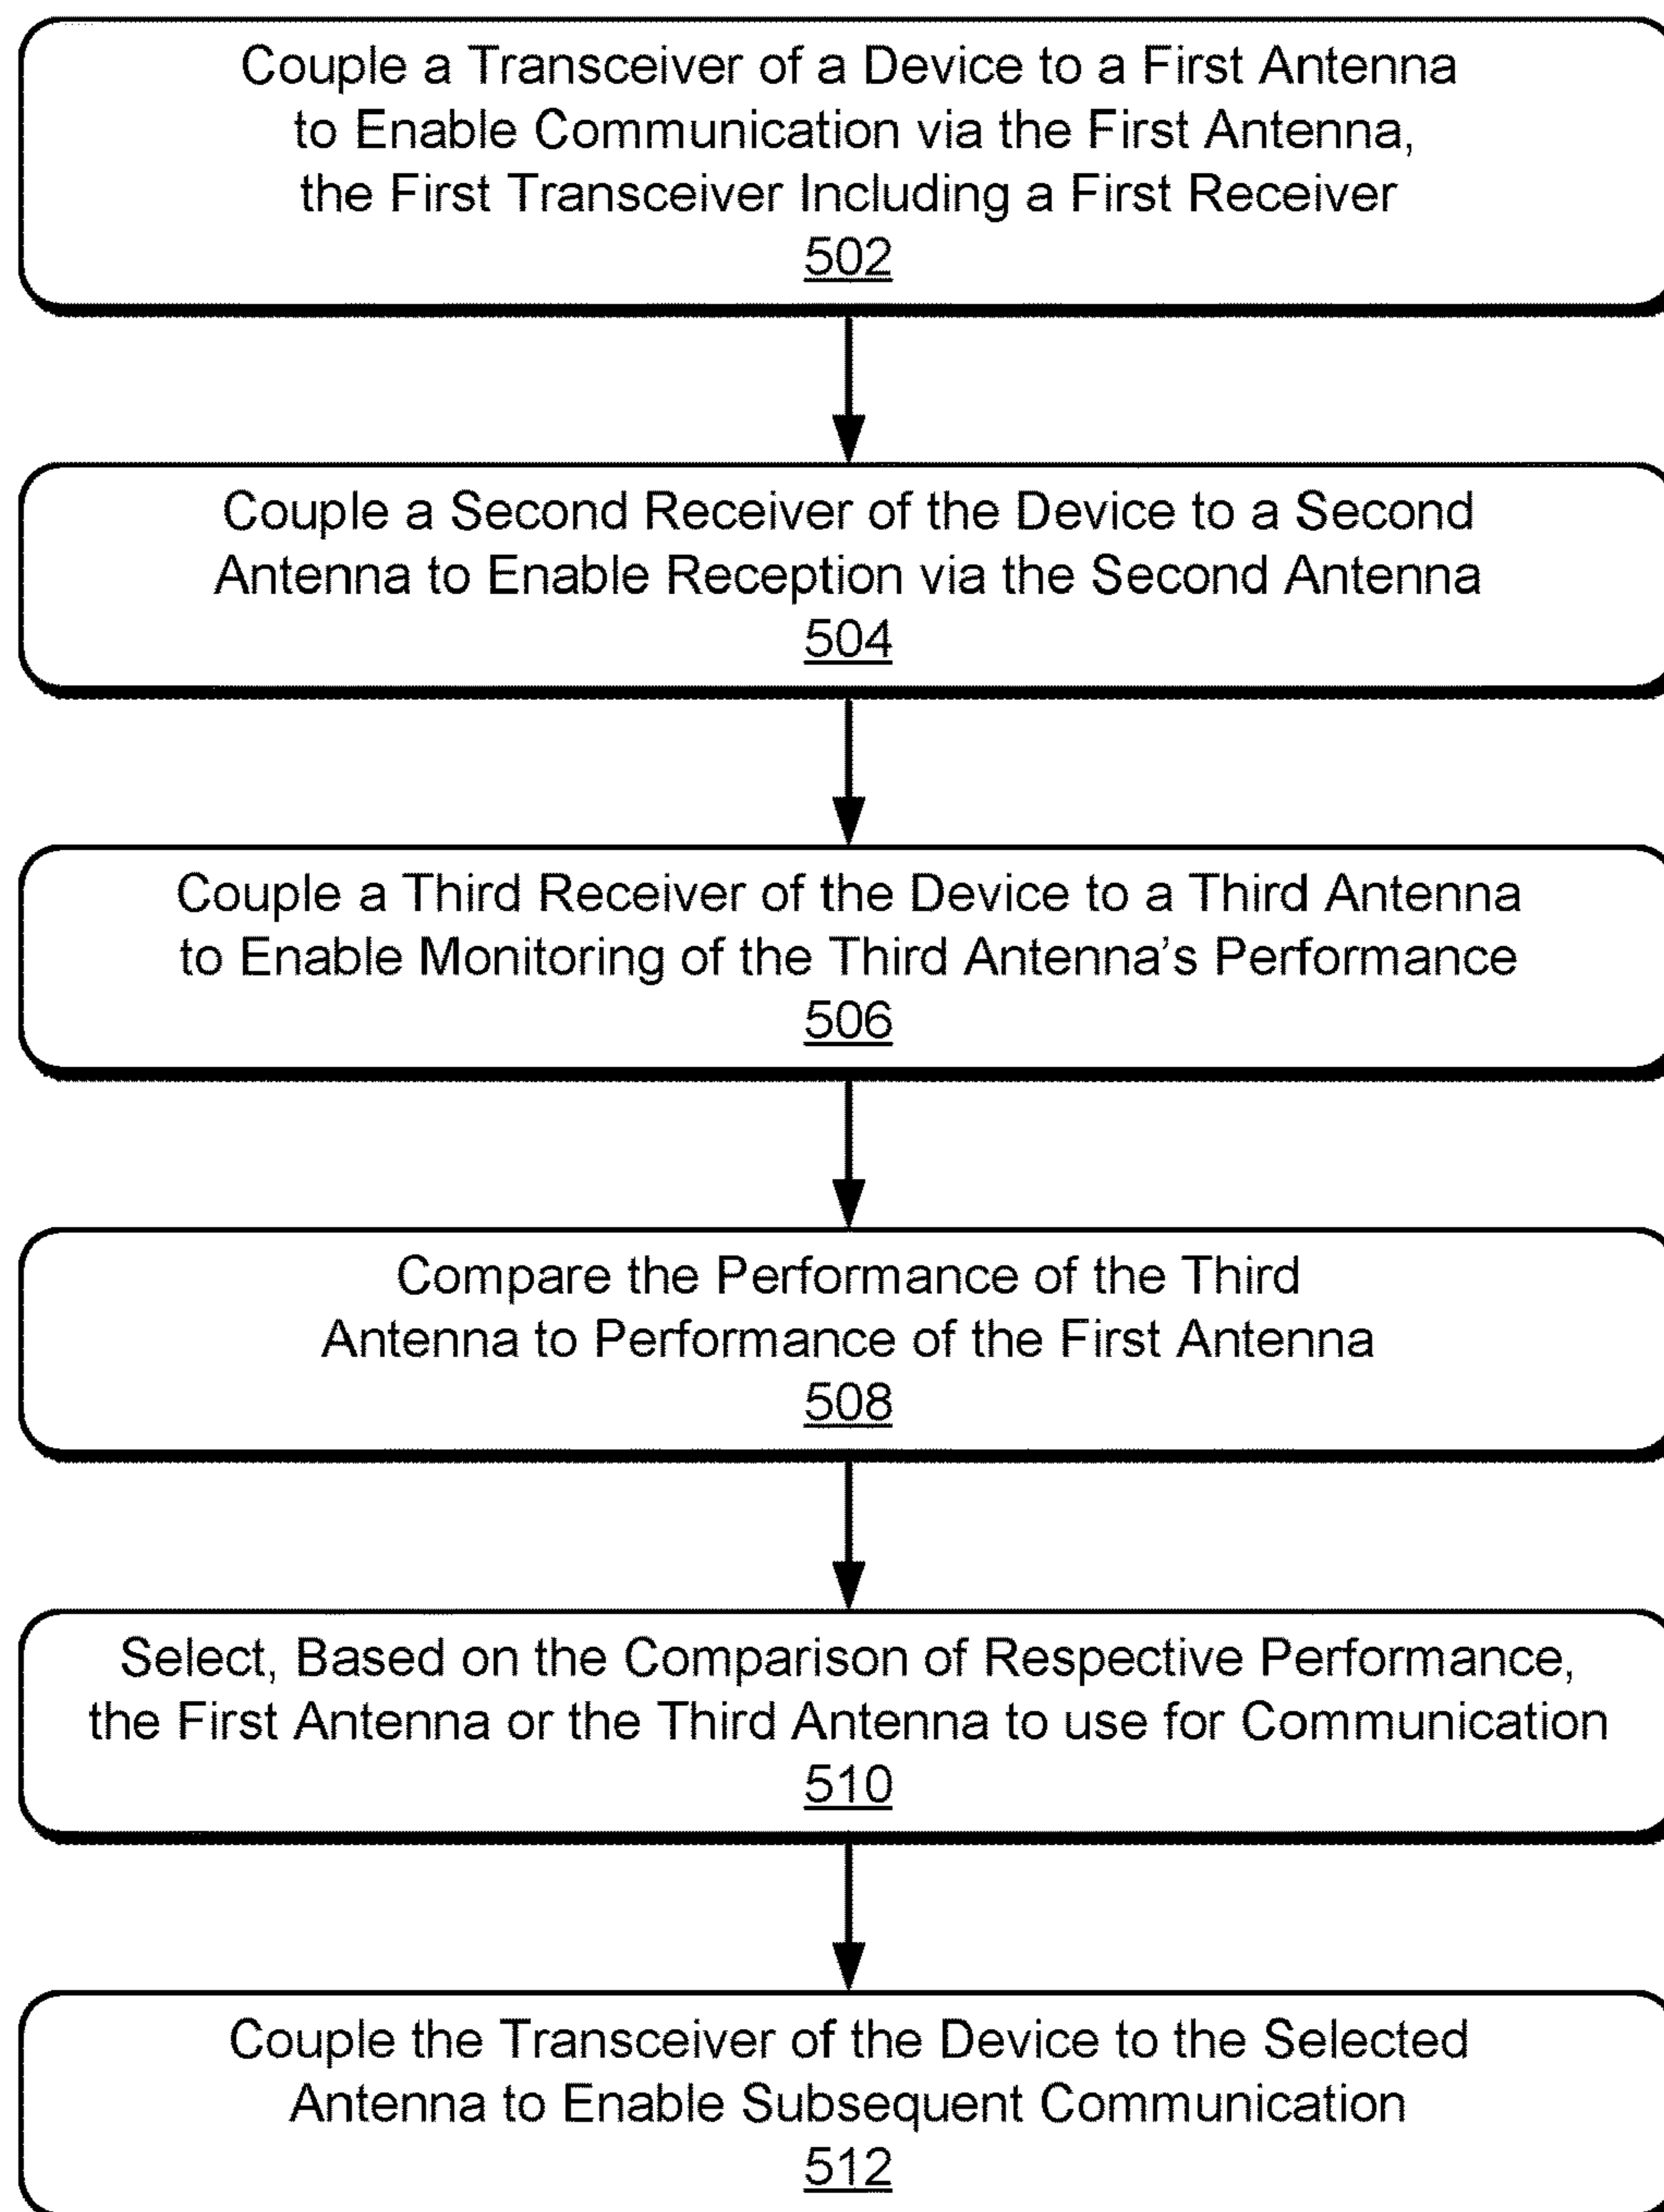 Couple a Transceiver of a Device to a First Antenna
to Enable Communication via the First Antenna,
the First Transceiver Including a First Receiver
502
Couple a Second Receiver of the Device to a Second
Antenna to Enable Reception via the Second Antenna
504
Couple a Third Receiver of the Device to a Third Antenna
to Enable Monitoring of the Third Antenna’s Performance
506
Compare the Performance of the Third
Antenna to Performance of the First Antenna
508
Select, Based on the Comparison of Respective Performance,
the First Antenna or the Third Antenna to use for Communication
510
Couple the Transceiver of the Device to the Selected
Antenna to Enable Subsequent Communication
512